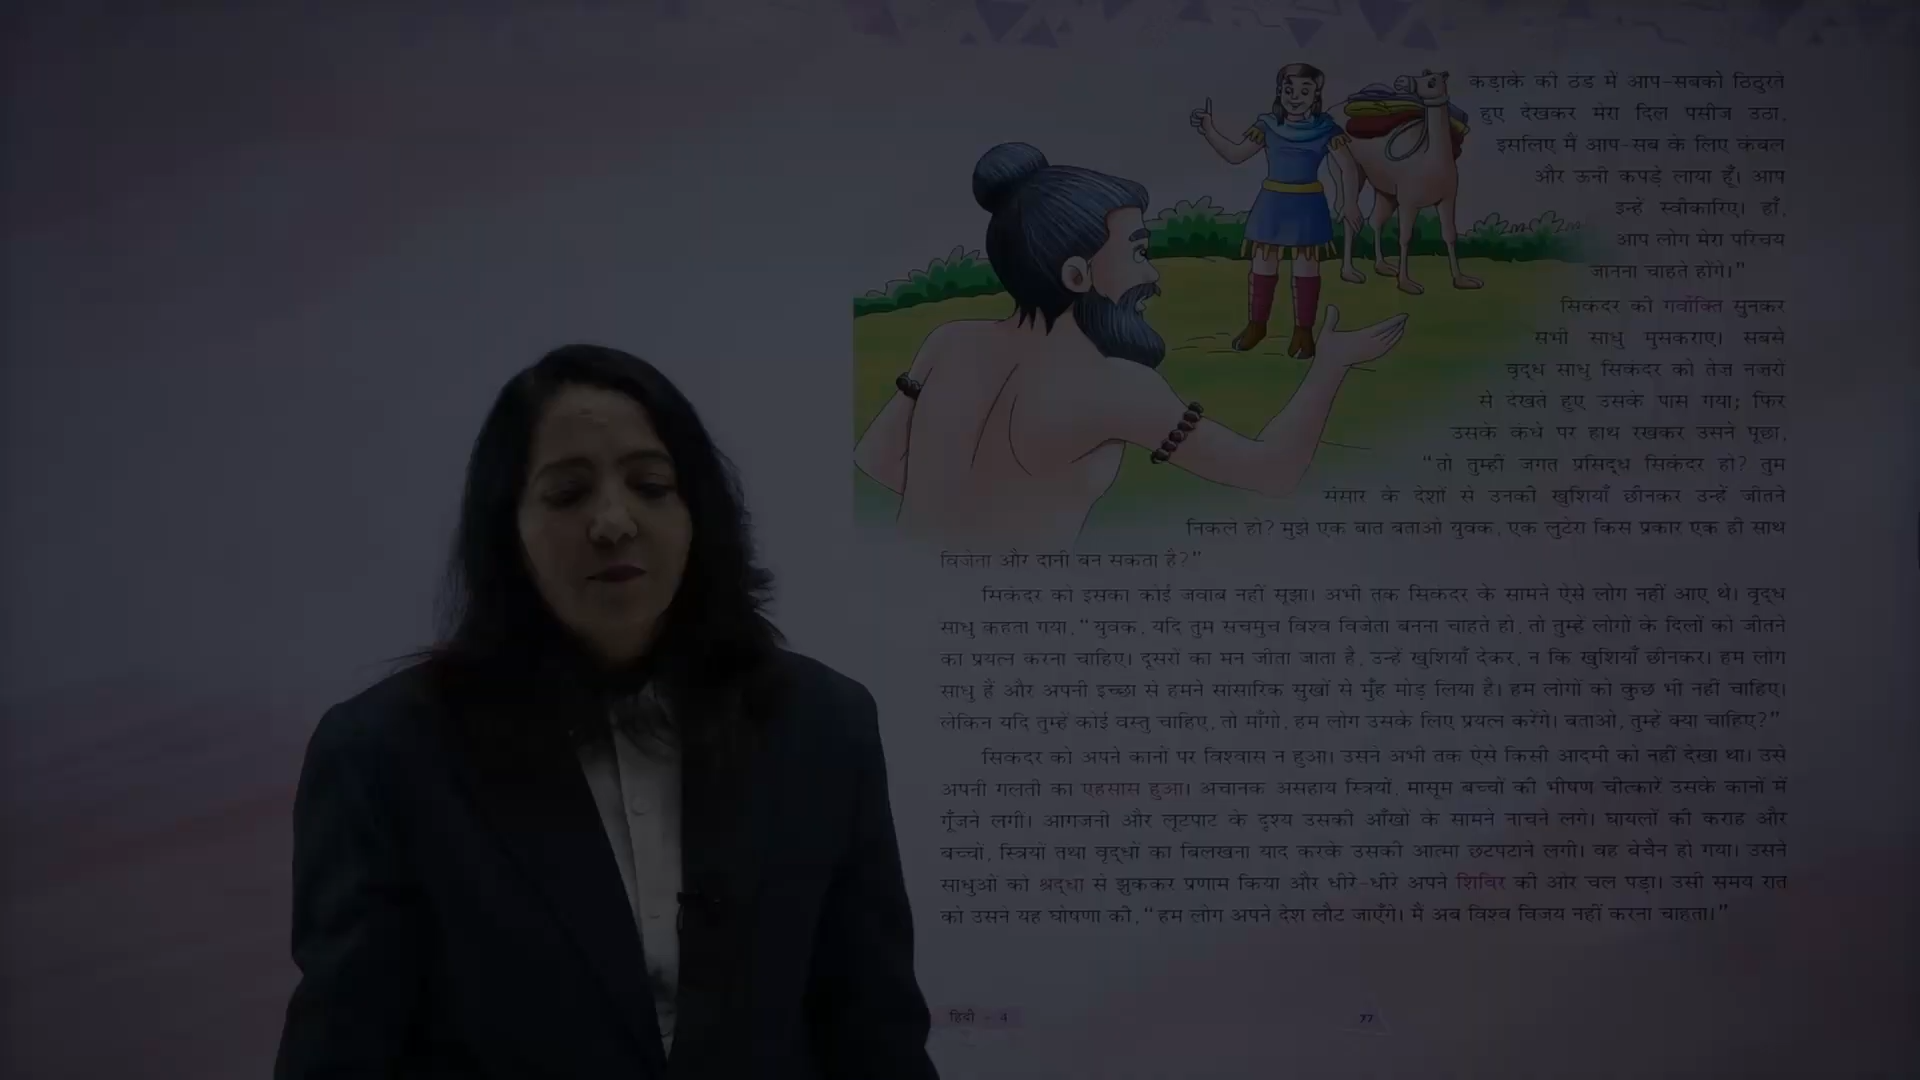 कड़ाके की ठंड में आप-सबको ठिठुरते
हुए देखकर मेरा दिल पसीज उठा,
इसलिए मैं आप-सब के लिए कंबल
और ऊनी कपड़े लाया हूँ। आप
इन्हें स्वीकारिए। हाँ,
आप लोग मेरा परिचय
जानना चाहते होंगे।”
सिकंदर की गर्वोक्ति सुनकर
सभी साधु मुसकराए। सबसे
वृद्ध साधु सिकंदर को तेज़ नज़रों
से देखते हुए उसके पास गया; फिर
उसके कंधे पर हाथ रखकर उसने पूछा,
“तो तुम्हीं जगत प्रसिद्ध सिकंदर हो? तुम
संसार के देशों से उनकी खुशियाँ छीनकर उन्हें जीतने
निकले हो? मुझे एक बात बताओ युवक, एक लुटेरा किस प्रकार एक ही साथ
विजेता और दानी बन सकता है?”
सिकंदर को इसका कोई जवाब नहीं सूझा। अभी तक सिकंदर के सामने ऐसे लोग नहीं आए थे। वृद्ध
साधु कहता गया, “युवक, यदि तुम सचमुच विश्व विजेता बनना चाहते हो, तो तुम्हें लोगों के दिलों को जीतने
का प्रयत्न करना चाहिए। दूसरों का मन जीता जाता है, उन्हें खुशियाँ देकर, न कि खुशियाँ छीनकर। हम लोग
साधु हैं और अपनी इच्छा से हमने सांसारिक सुखों से मुँह मोड़ लिया है। हम लोगों को कुछ भी नहीं चाहिए।
लेकिन यदि तुम्हें कोई वस्तु चाहिए, तो माँगो, हम लोग उसके लिए प्रयत्न करेंगे। बताओ, तुम्हें क्या चाहिए?”
सिकंदर को अपने कानों पर विश्वास न हुआ। उसने अभी तक ऐसे किसी आदमी को नहीं देखा था। उसे
अपनी गलती का एहसास हुआ। अचानक असहाय स्त्रियों, मासूम बच्चों की भीषण चीत्कारें उसके कानों में
गूँजने लगीं। आगजनी और लूटपाट के दृश्य उसकी आँखों के सामने नाचने लगे। घायलों की कराह और
बच्चों, स्त्रियों तथा वृद्धों का बिलखना याद करके उसकी आत्मा छटपटाने लगी। वह बेचैन हो गया। उसने
साधुओं को श्रद्धा से झुककर प्रणाम किया और धीरे-धीरे अपने शिविर की ओर चल पड़ा। उसी समय रात
को उसने यह घोषणा की, “हम लोग अपने देश लौट जाएँगे। मैं अब विश्व विजय नहीं करना चाहता।”
हिंदी - 4
77